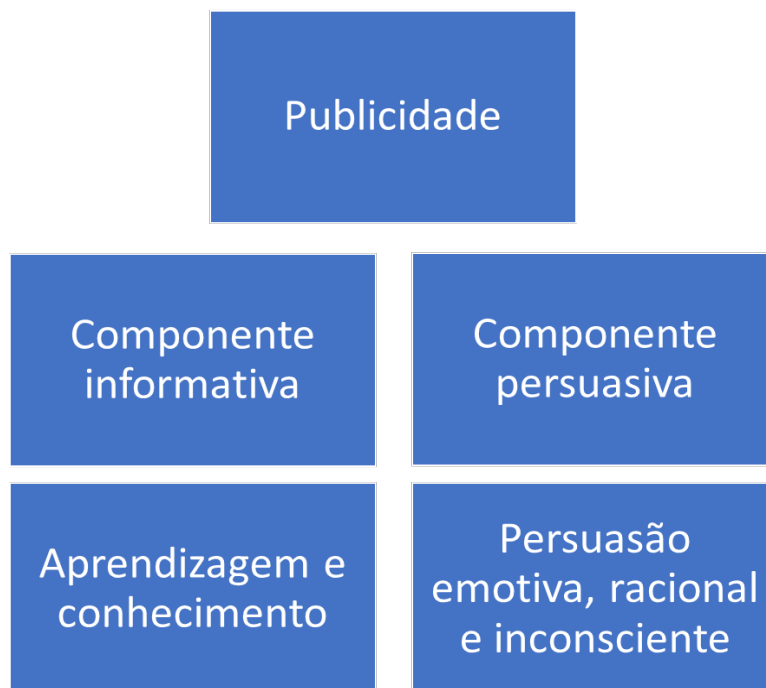 Publicidade
Componente
informativa
Componente
persuasiva
Aprendizagem e
conhecimento
Persuasão
emotiva, racional
e inconsciente